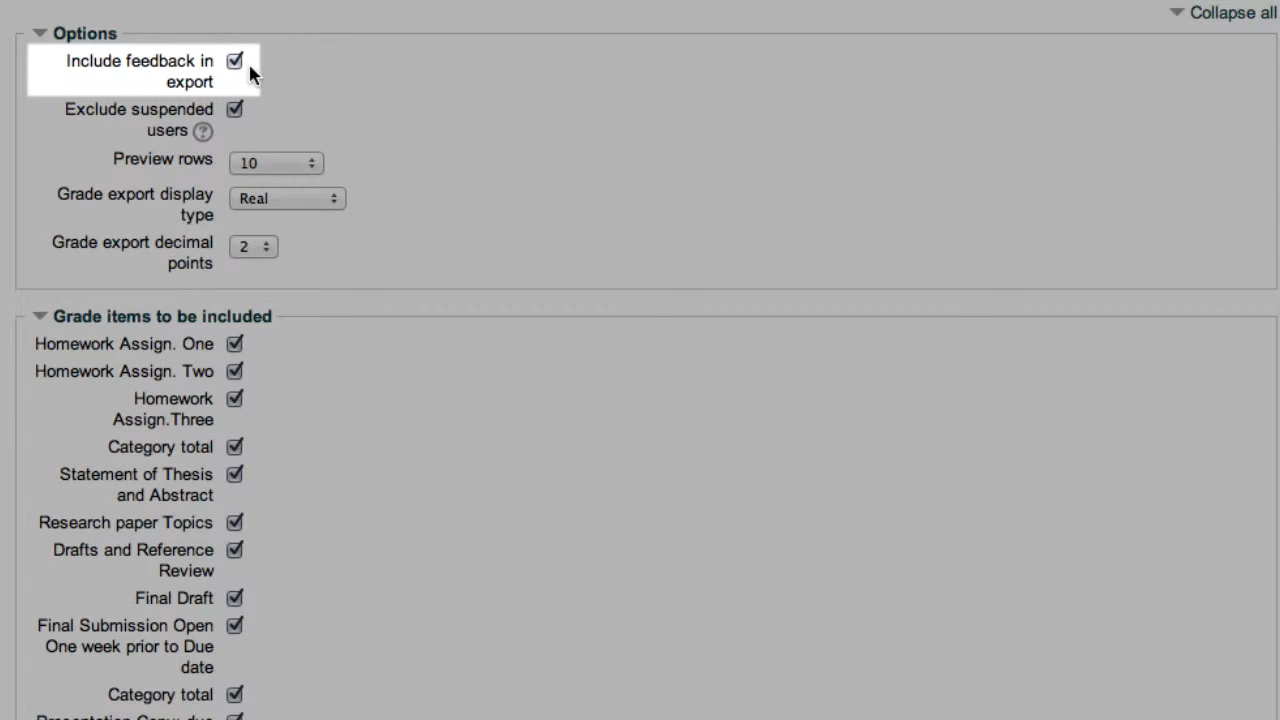 Collapse all
Options
Include feedback in
export
Exclude suspended
users ?
Preview rows 10
Grade export display
type Real
Grade export decimal
points 2
Grade items to be included
Homework Assign. One
Homework Assign. Two
Homework
Assign.Three
Category total
Statement of Thesis
and Abstract
Research paper Topics
Drafts and Reference
Review
Final Draft
Final Submission Open
One week prior to Due
date
Category total
Presentation Copy: due